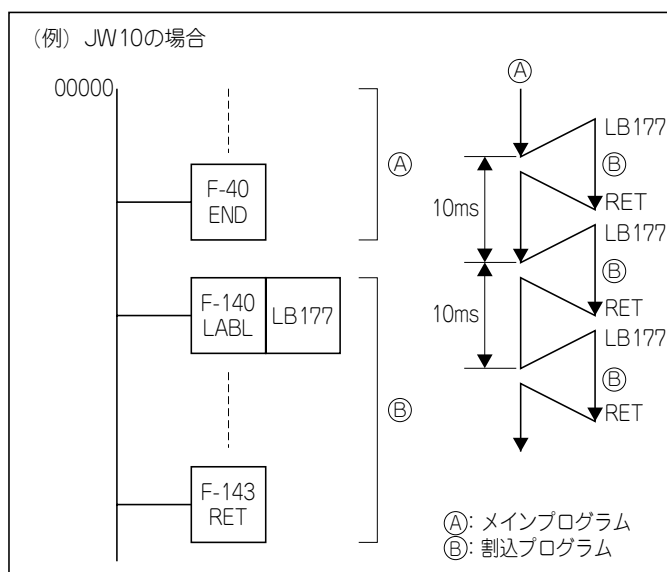 (例) JW10の場合
00000
F-40
END
Ⓐ
F-140
LABL
LB177
Ⓑ
F-143
RET
Ⓐ
LB177
Ⓑ
10ms
RET
LB177
Ⓑ
10ms
RET
LB177
Ⓑ
RET
Ⓐ: メインプログラム
Ⓑ: 割込プログラム